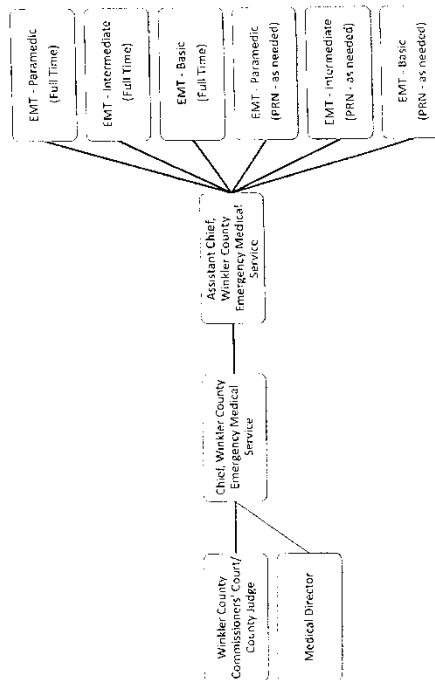 Winkler County
Commissioners' Court/
County Judge
Medical Director
Chief, Winkler County
Emergency Medical
Service
Assistant Chief,
Winkler County
Emergency Medical
Service
EMT - Paramedic
(Full Time)
EMT - Intermediate
(Full Time)
EMT - Basic
(Full Time)
EMT - Paramedic
(PRN - as needed)
EMT - Intermediate
(PRN - as needed)
EMT - Basic
(PRN - as needed)